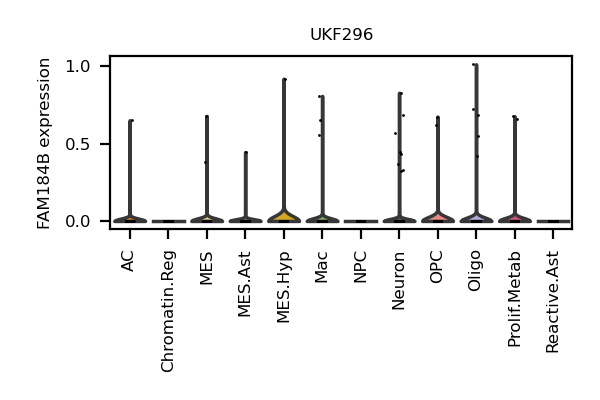 UKF296
FAM184B expression
1.0
0.5
0.0
AC
Chromatin.Reg
MES
MES.Ast
MES.Hyp
Mac
NPC
Neuron
OPC
Oligo
Prolif.Metab
Reactive.Ast